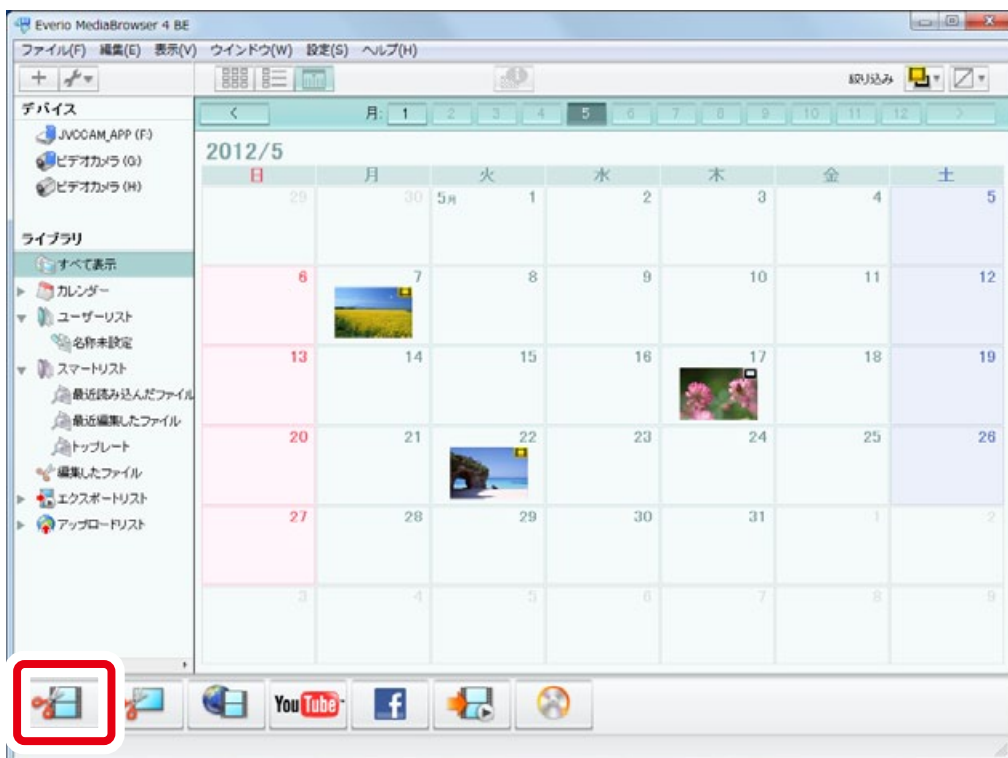 Everio MediaBrowser 4 BE
ファイル(F) 編集(E) 表示(V) ウインドウ(W) 設定(S) ヘルプ(H)
絞り込み
デバイス
JVCCAM_APP (F:)
ビデオカメラ (G)
ビデオカメラ (H)
ライブラリ
すべて表示
カレンダー
ユーザーリスト
名称未設定
スマートリスト
最近読み込んだファイル
最近編集したファイル
トップレート
編集したファイル
エクスポートリスト
アップロードリスト
< 月: 1 2 3 4 5 6 7 8 9 10 11 12 >
2012/5
日 月 火 水 木 金 土
29 30 5月 1 2 3 4 5
6 7 8 9 10 11 12
13 14 15 16 17 18 19
20 21 22 23 24 25 26
27 28 29 30 31 1 2
3 4 5 6 7 8 9
YouTube
f